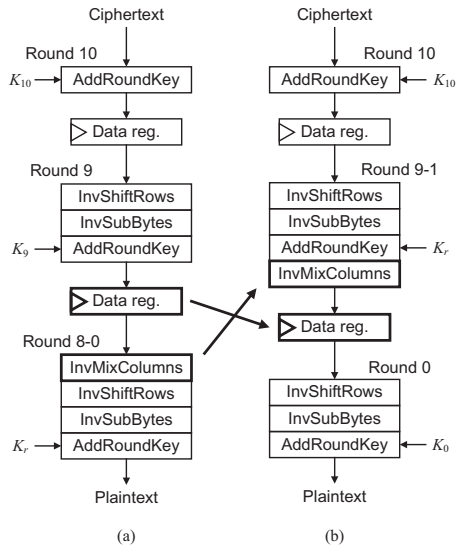 Ciphertext
Round 10
K10
AddRoundKey
Data reg.
Round 9
InvShiftRows
InvSubBytes
K9
AddRoundKey
Data reg.
Round 8-0
InvMixColumns
InvShiftRows
InvSubBytes
Kr
AddRoundKey
Plaintext
(a)
Ciphertext
Round 10
AddRoundKey
K10
Data reg.
Round 9-1
InvShiftRows
InvSubBytes
AddRoundKey
Kr
InvMixColumns
Data reg.
Round 0
InvShiftRows
InvSubBytes
AddRoundKey
K0
Plaintext
(b)